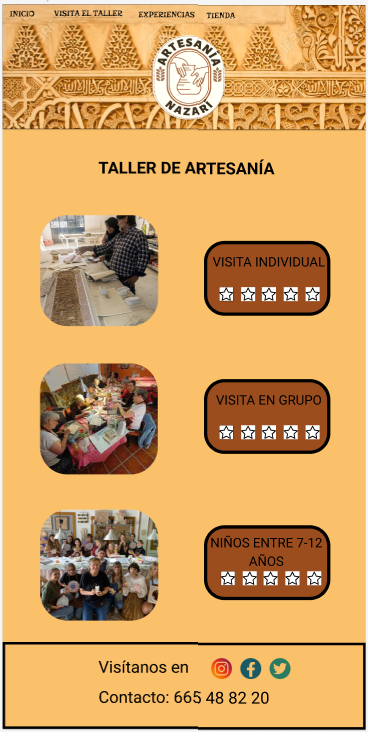 INICIO VISITA EL TALLER EXPERIENCIAS TIENDA
ARTESANÍA
NAZARI
TALLER DE ARTESANÍA
VISITA INDIVIDUAL
VISITA EN GRUPO
NIÑOS ENTRE 7-12
AÑOS
Visítanos en
Contacto: 665 48 82 20